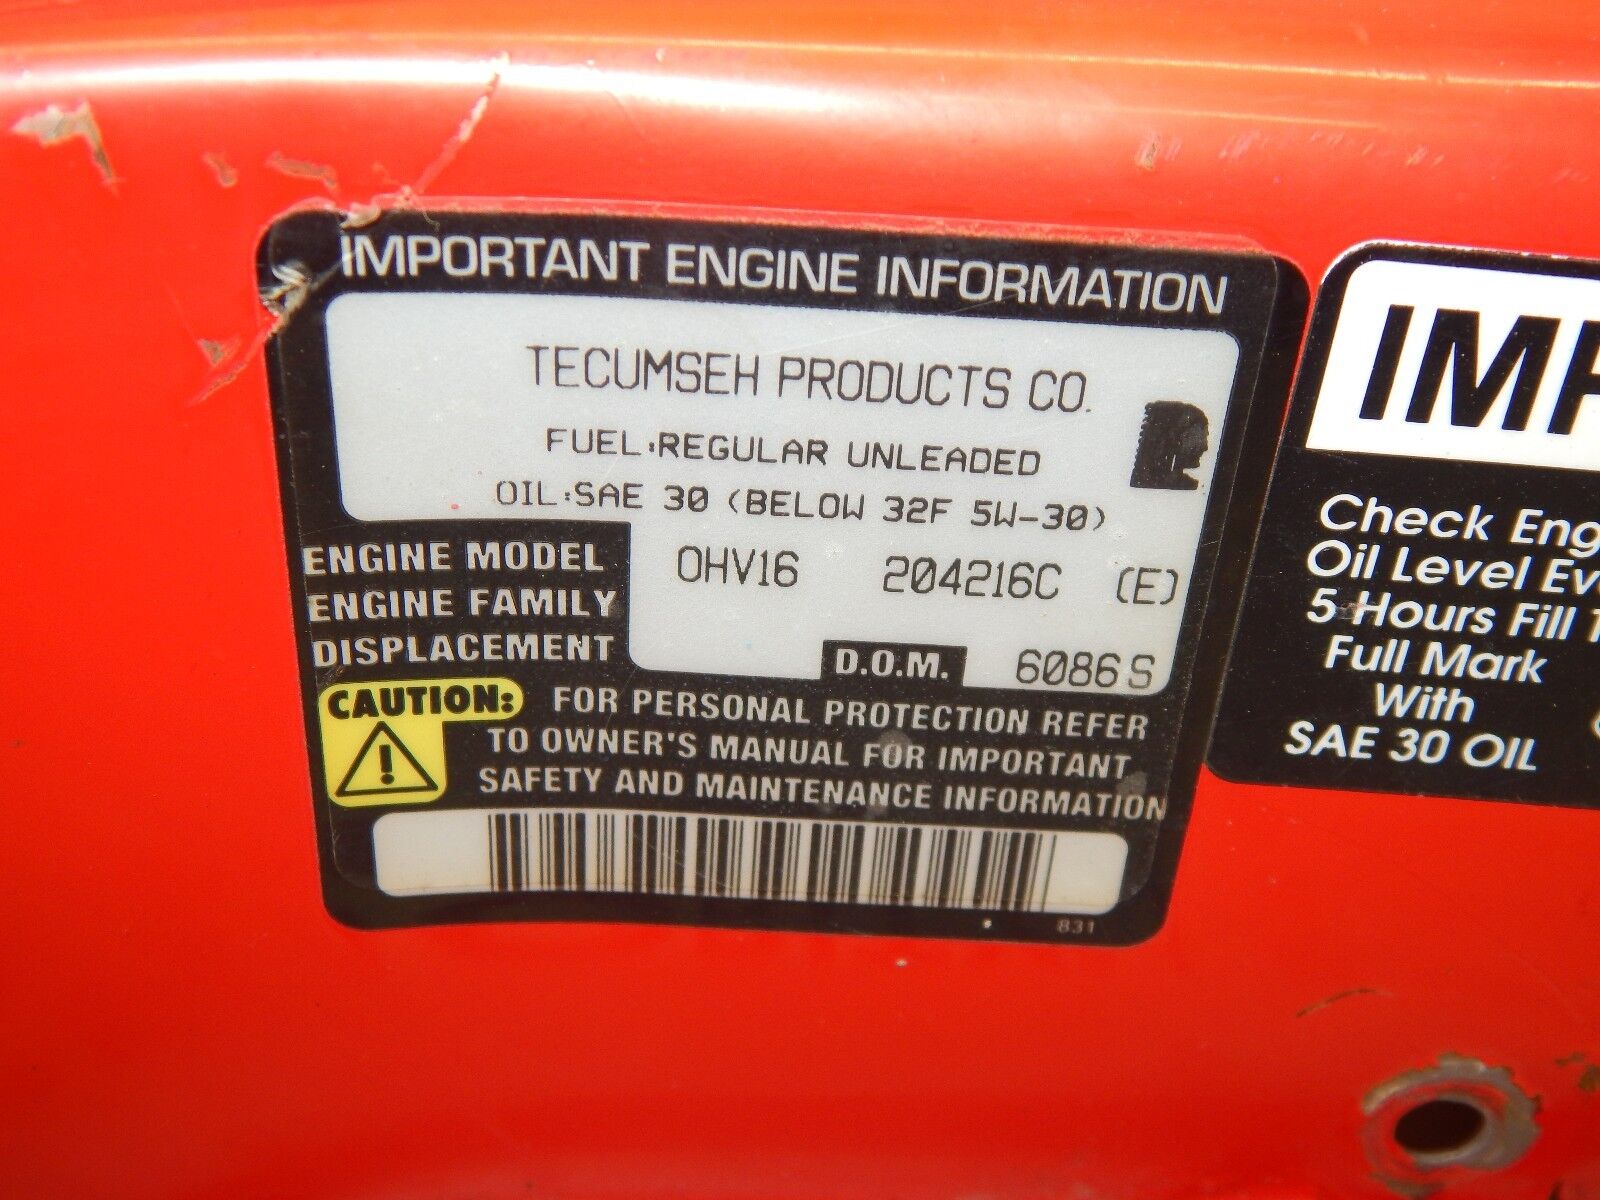 IMPORTANT ENGINE INFORMATION
TECUMSEH PRODUCTS CO.
FUEL:REGULAR UNLEADED
OIL:SAE 30 (BELOW 32F 5W-30)
ENGINE MODEL OHV16 204216C (E)
ENGINE FAMILY
DISPLACEMENT D.O.M. 6086S
CAUTION: FOR PERSONAL PROTECTION REFER
TO OWNER'S MANUAL FOR IMPORTANT
SAFETY AND MAINTENANCE INFORMATION
831
IMP
Check Eng
Oil Level Eve
5 Hours Fill T
Full Mark
With
SAE 30 OIL